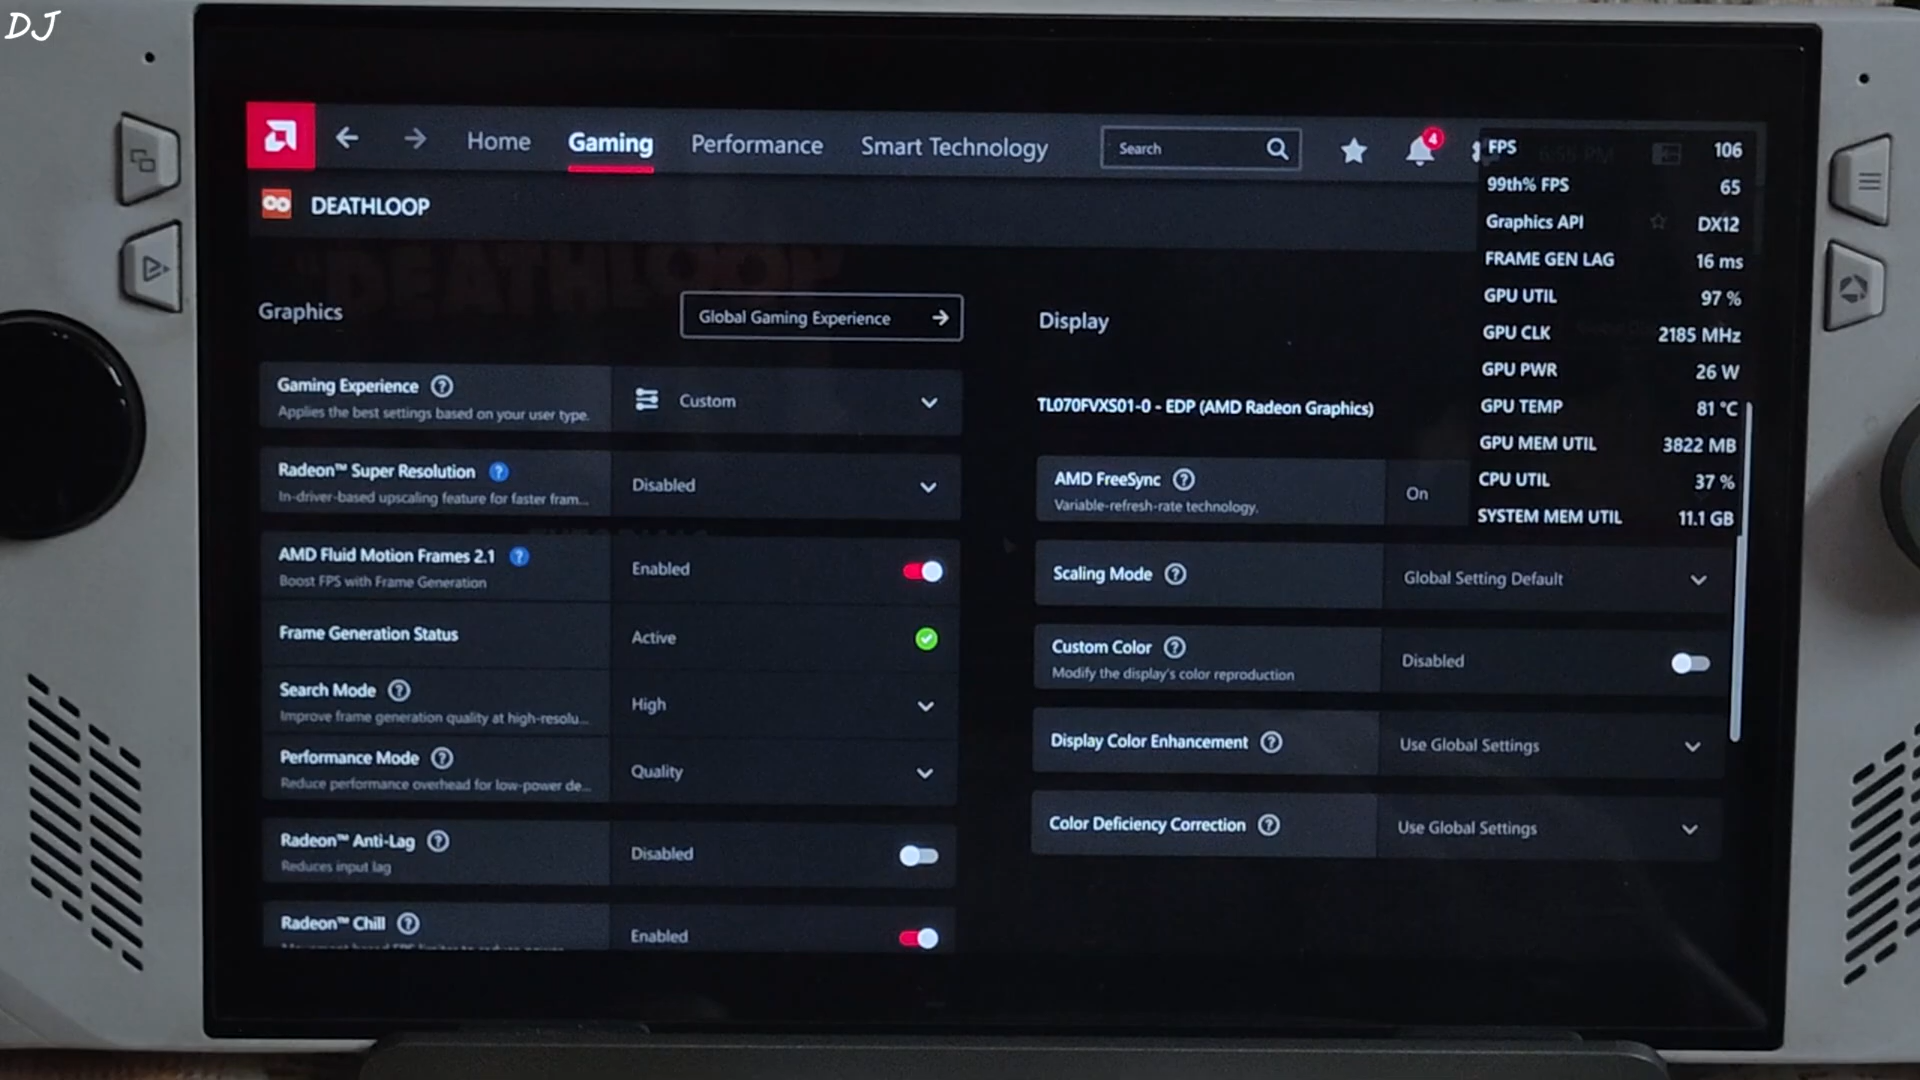 DJ
Home
Gaming
Performance
Smart Technology
Search
4
6:55 PM
DEATHLOOP
DEATHLOOP
FPS 106
99th% FPS 65
Graphics API DX12
FRAME GEN LAG 16 ms
GPU UTIL 97 %
GPU CLK 2185 MHz
GPU PWR 26 W
GPU TEMP 81 °C
GPU MEM UTIL 3822 MB
CPU UTIL 37 %
SYSTEM MEM UTIL 11.1 GB
Graphics
Global Gaming Experience
Gaming Experience
Applies the best settings based on your user type.
Custom
Radeon™ Super Resolution
In-driver-based upscaling feature for faster fram...
Disabled
AMD Fluid Motion Frames 2.1
Boost FPS with Frame Generation
Enabled
Frame Generation Status
Active
Search Mode
Improve frame generation quality at high-resolu...
High
Performance Mode
Reduce performance overhead for low-power de...
Quality
Radeon™ Anti-Lag
Reduces input lag
Disabled
Radeon™ Chill
Enabled
Display
TL070FVXS01-0 - EDP (AMD Radeon Graphics)
AMD FreeSync
Variable-refresh-rate technology.
On
Scaling Mode
Global Setting Default
Custom Color
Modify the display's color reproduction
Disabled
Display Color Enhancement
Use Global Settings
Color Deficiency Correction
Use Global Settings